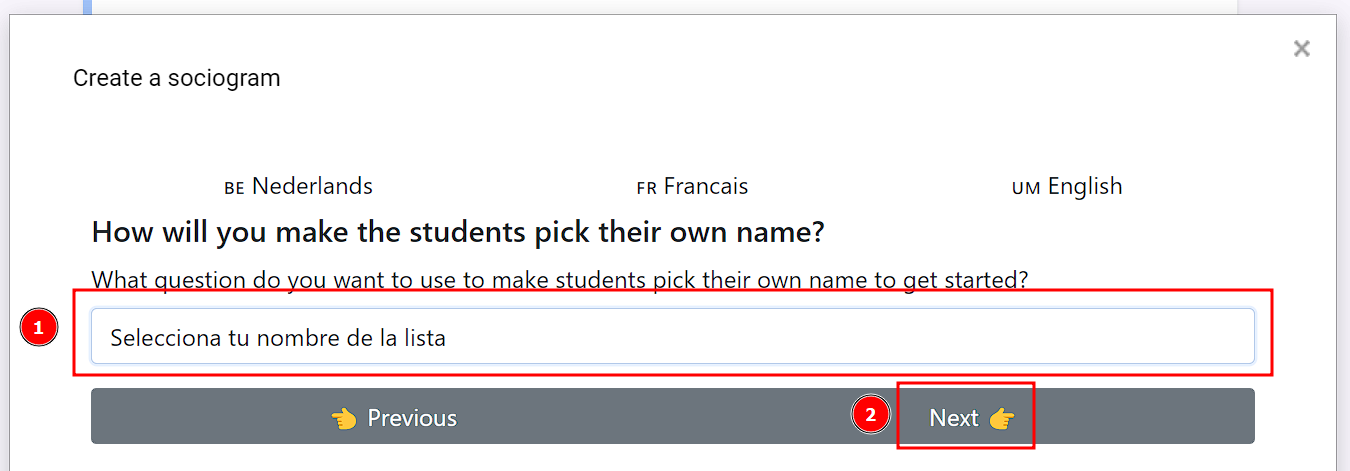 ×
Create a sociogram
BE Nederlands FR Francais UM English
How will you make the students pick their own name?
What question do you want to use to make students pick their own name to get started?
1
Selecciona tu nombre de la lista
👈 Previous 2 Next 👉